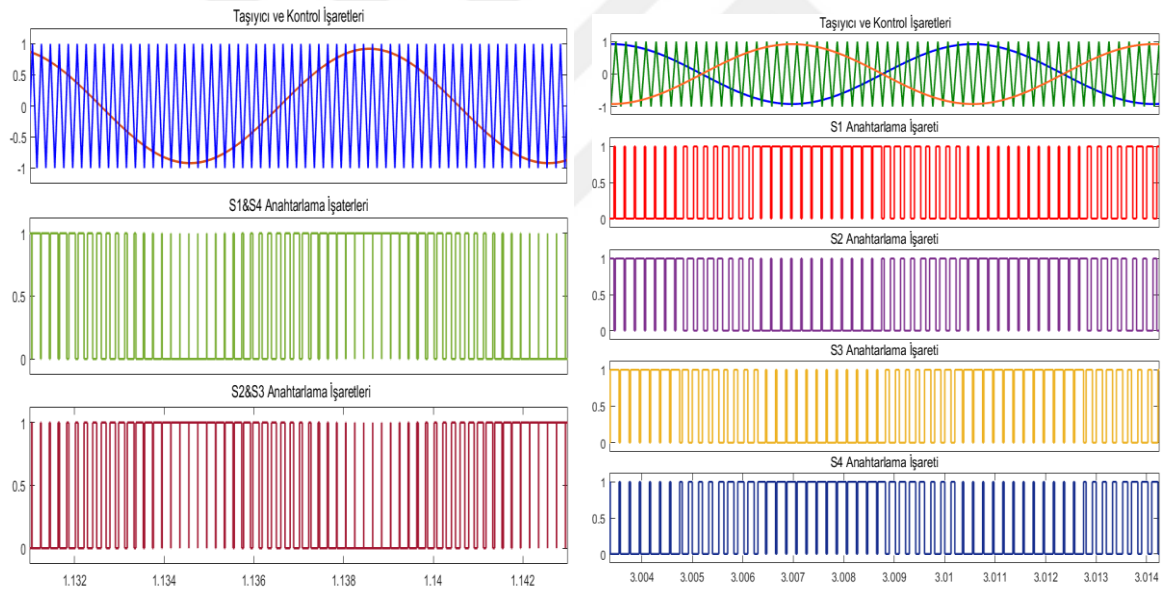 Taşıyıcı ve Kontrol İşaretleri
1
0.5
0
-0.5
-1
S1&S4 Anahtarlama İşaterleri
1
0.5
0
S2&S3 Anahtarlama İşaretleri
1
0.5
0
1.132 1.134 1.136 1.138 1.14 1.142
Taşıyıcı ve Kontrol İşaretleri
1
0
-1
S1 Anahtarlama İşareti
1
0.5
0
S2 Anahtarlama İşareti
1
0.5
0
S3 Anahtarlama İşareti
1
0.5
0
S4 Anahtarlama İşareti
1
0.5
0
3.004 3.005 3.006 3.007 3.008 3.009 3.01 3.011 3.012 3.013 3.014